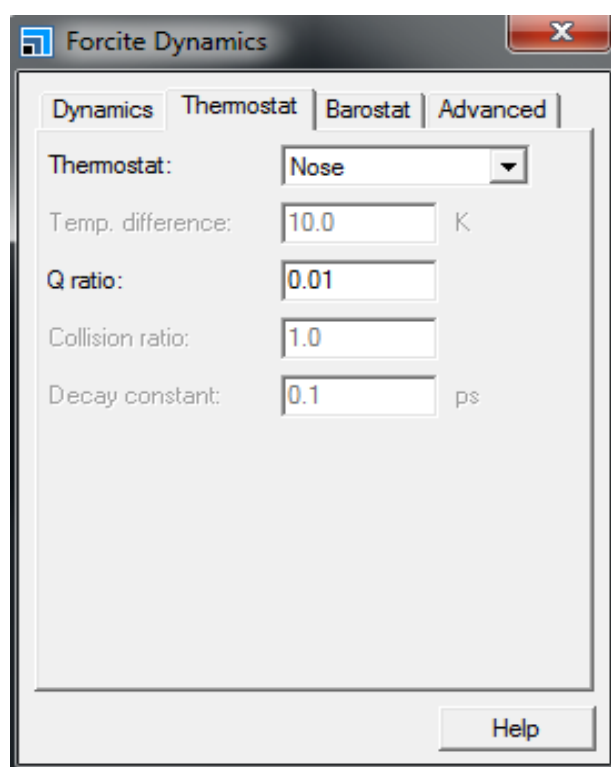 Forcite Dynamics
Dynamics Thermostat Barostat Advanced
Thermostat: Nose
Temp. difference: 10.0 K
Q ratio: 0.01
Collision ratio: 1.0
Decay constant: 0.1 ps
Help